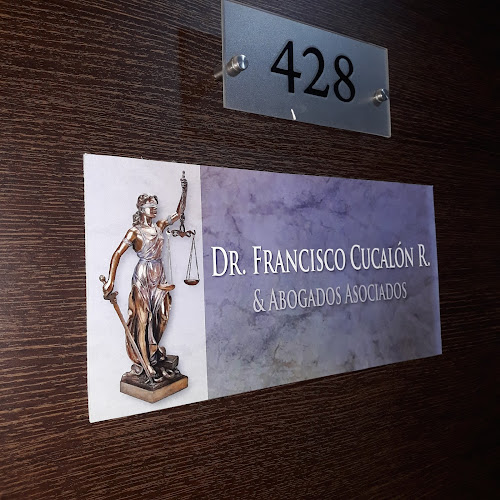 428
DR. FRANCISCO CUCALÓN R.
& ABOGADOS ASOCIADOS